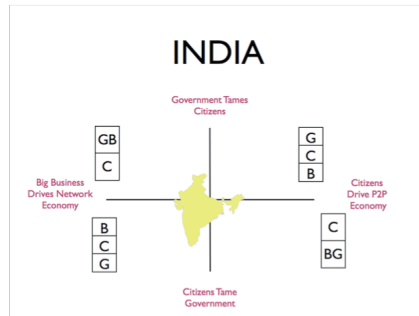 INDIA
Government Tames
Citizens
GB
C
G
C
B
Big Business
Drives Network
Economy
Citizens
Drive P2P
Economy
B
C
G
C
BG
Citizens Tame
Government